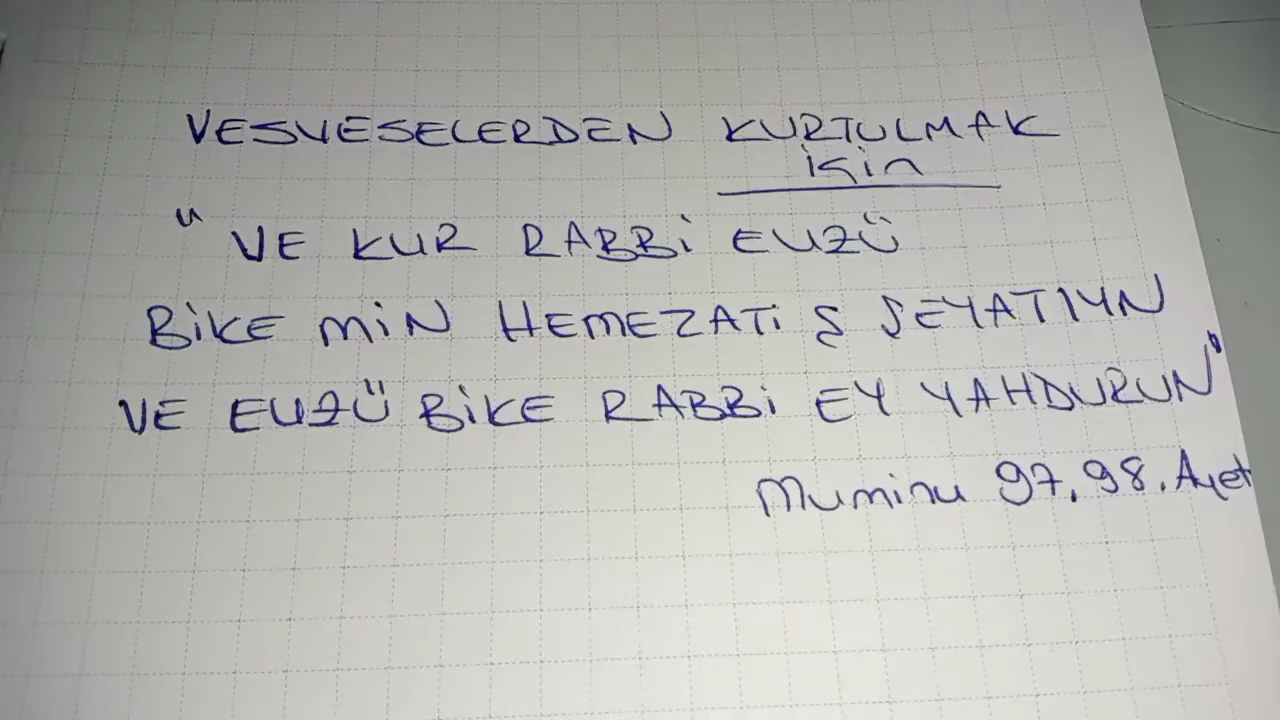 VESVESELERDEN KURTULMAK
için
" VE KUR RABBİ EUZÜ
BİKE MİN HEMEZATİ Ş ŞEYATIYN
VE EUZÜ BİKE RABBİ EY YAHDURUN"
Muminu 97, 98. Ayet